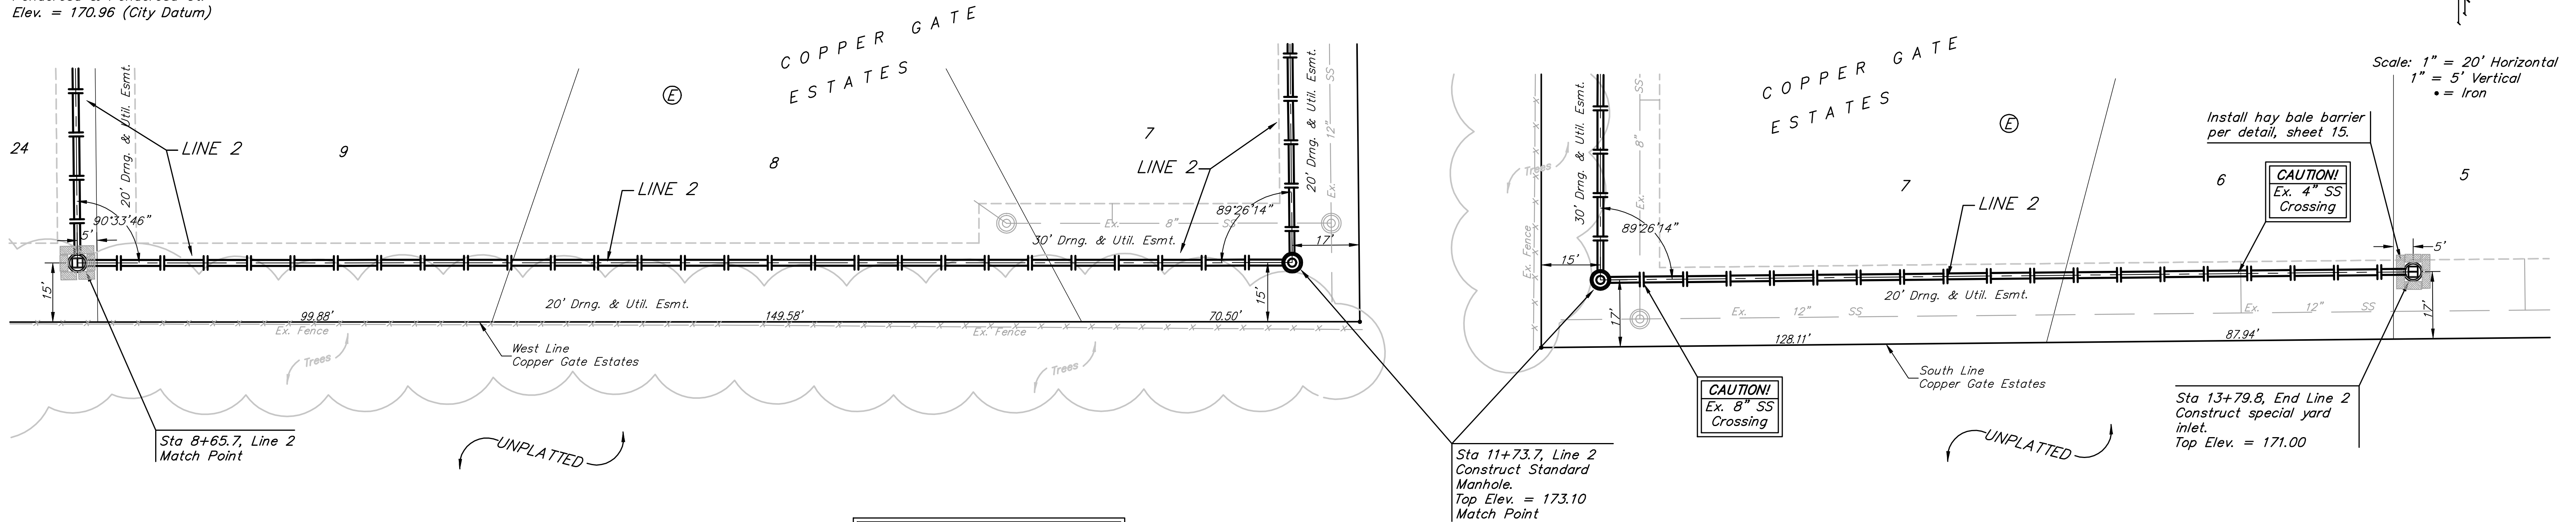 Elev. = 170.96 (City Datum)
COPPER GATE
ESTATES
E
24
9
8
7
LINE 2
LINE 2
LINE 2
20' Drng. & Util. Esmt.
90°33'46"
5'
15'
20' Drng. & Util. Esmt.
Ex. 12" SS
89°26'14"
Ex. 8" SS
30' Drng. & Util. Esmt.
17'
15'
20' Drng. & Util. Esmt.
99.88'
149.58'
70.50'
Ex. Fence
Ex. Fence
West Line
Copper Gate Estates
Trees
Trees
Sta 8+65.7, Line 2
Match Point
UNPLATTED
Sta 11+73.7, Line 2
Construct Standard
Manhole.
Top Elev. = 173.10
Match Point
COPPER GATE
ESTATES
E
Scale: 1" = 20' Horizontal
1" = 5' Vertical
• = Iron
Install hay bale barrier
per detail, sheet 15.
CAUTION!
Ex. 4" SS
Crossing
7
6
5
LINE 2
Trees
Ex. Fence
30' Drng. & Util. Esmt.
Ex. 8" SS
89°26'14"
15'
17'
5'
17'
20' Drng. & Util. Esmt.
Ex. 12" SS
Ex. 12" SS
128.11'
87.94'
South Line
Copper Gate Estates
CAUTION!
Ex. 8" SS
Crossing
Sta 13+79.8, End Line 2
Construct special yard
inlet.
Top Elev. = 171.00
UNPLATTED